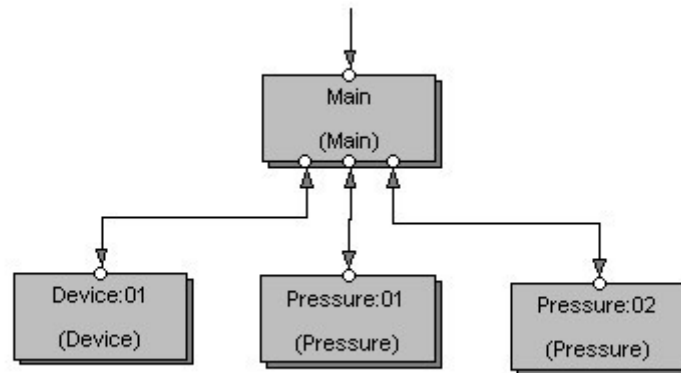 Main
(Main)
Device:01
(Device)
Pressure:01
(Pressure)
Pressure:02
(Pressure)